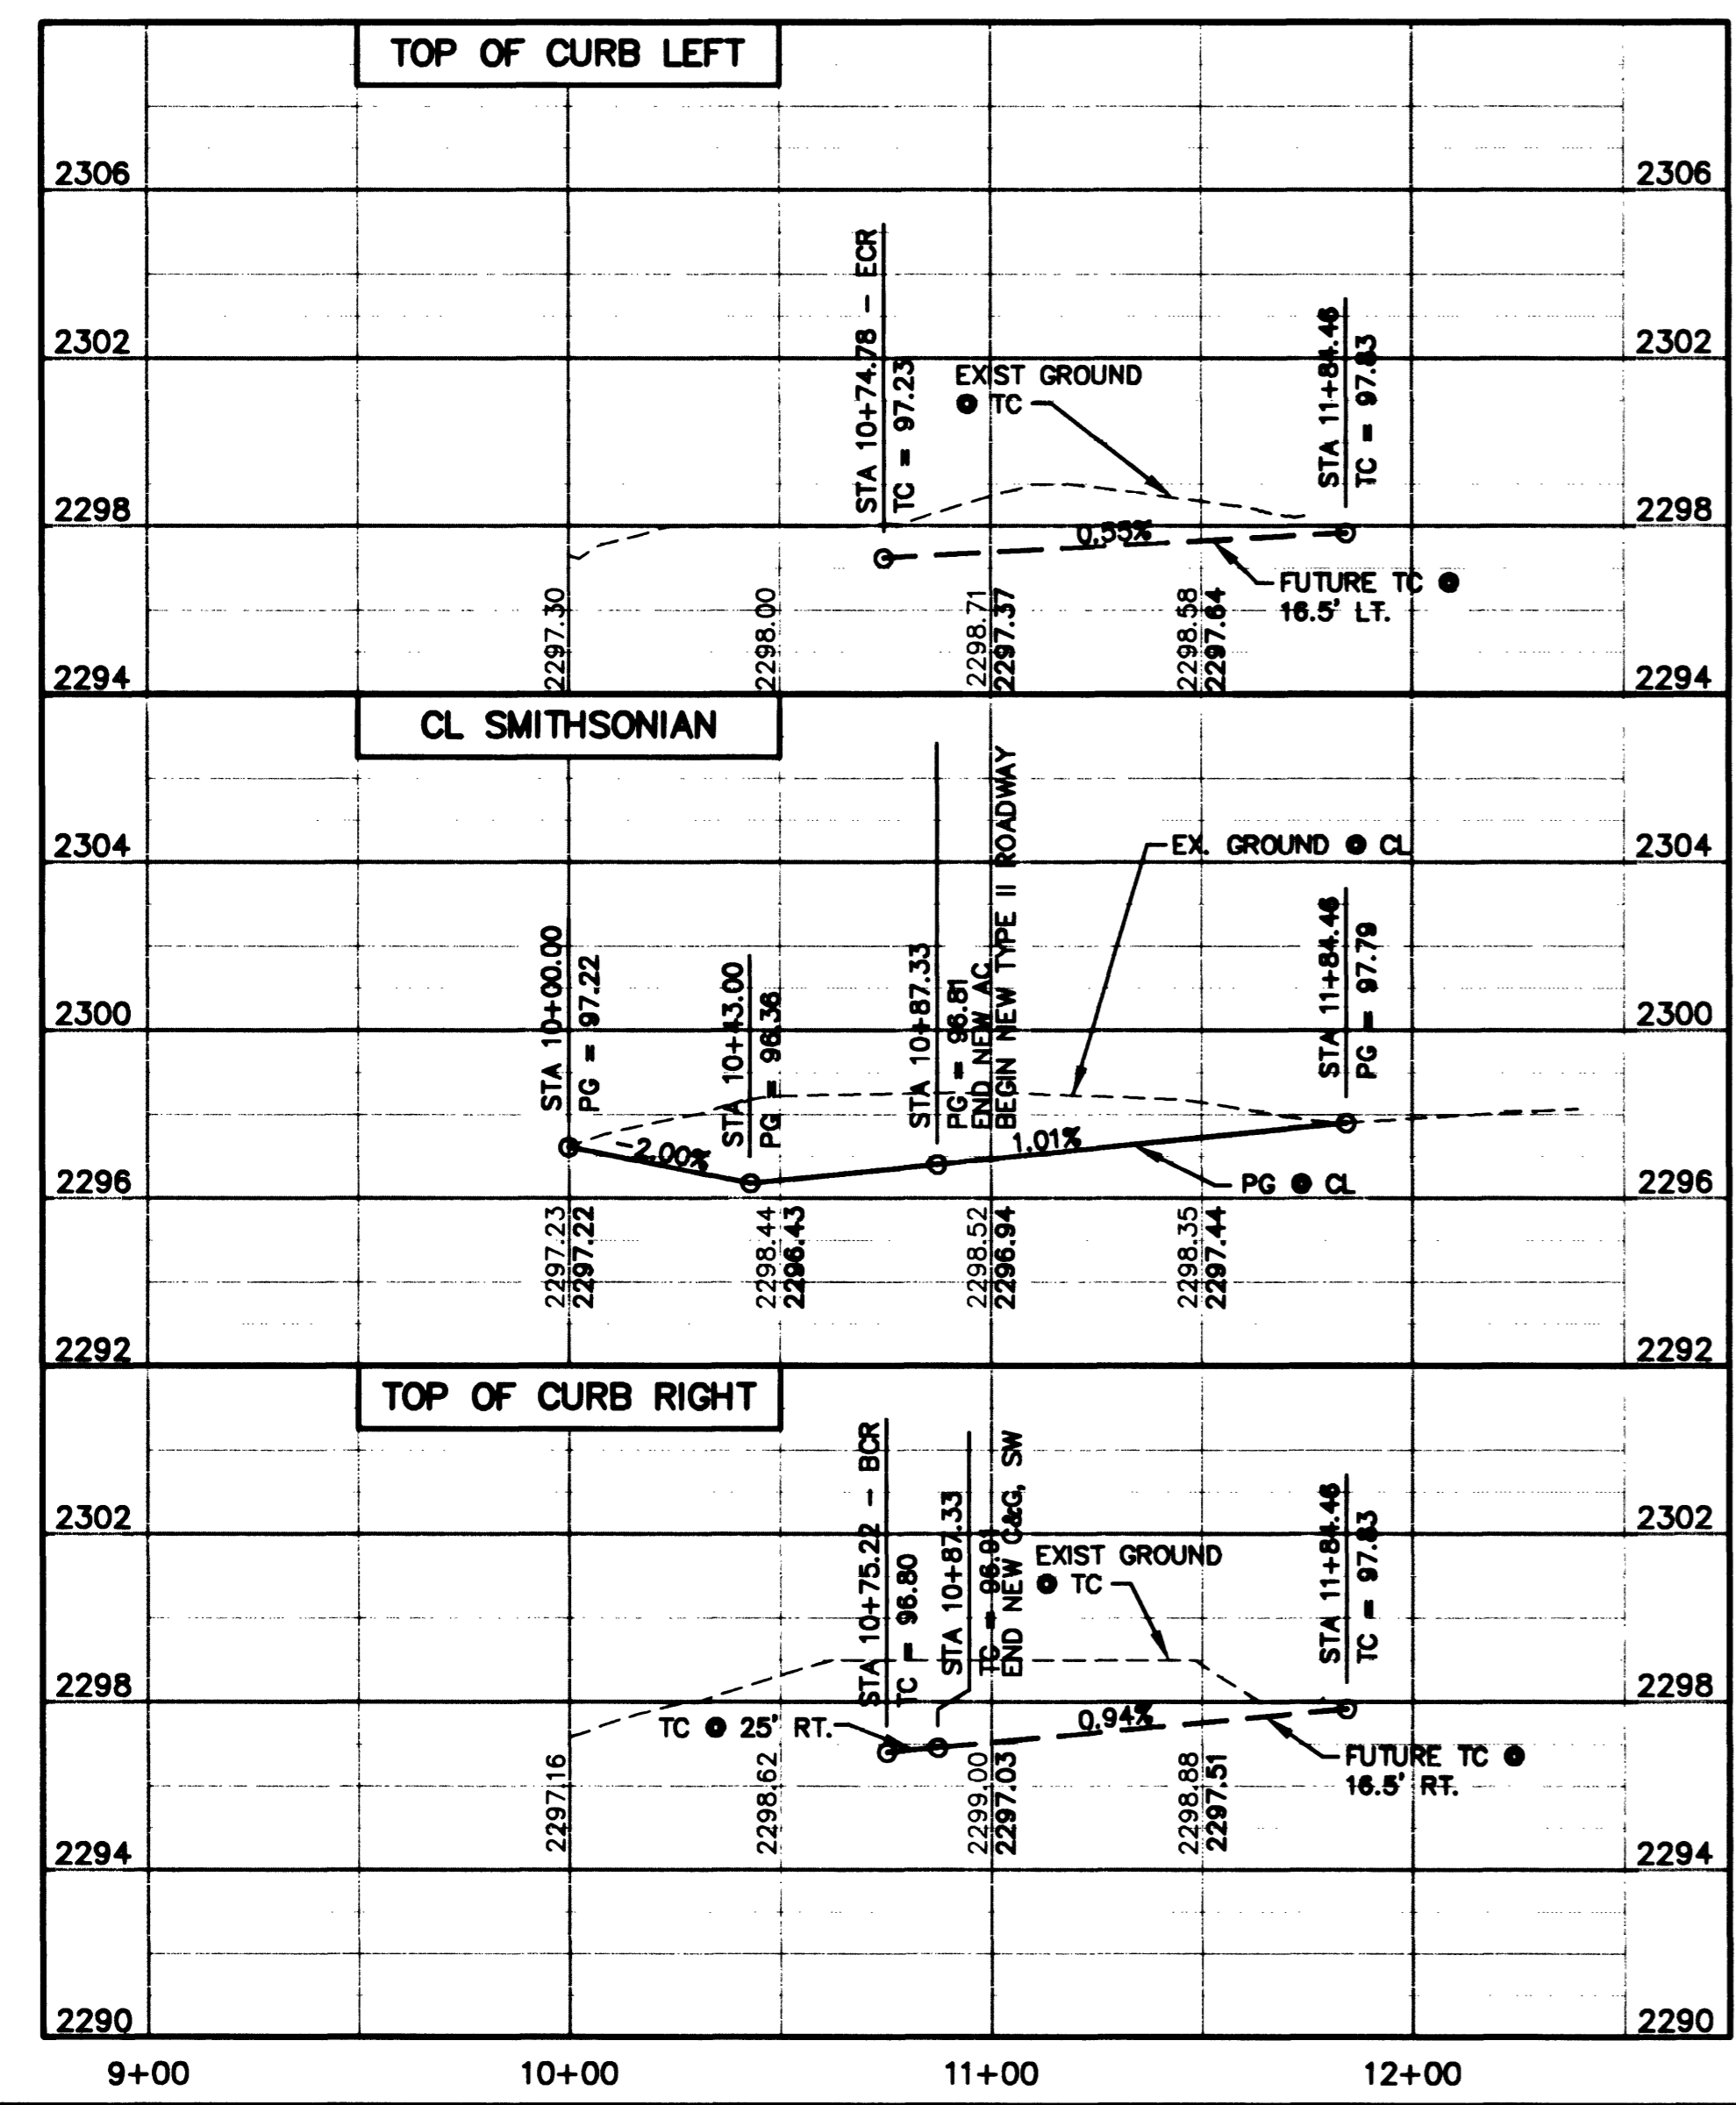 TOP OF CURB LEFT
2306
2306
2302
2302
STA 10+74.78 - ECR
TC = 97.23
EXIST GROUND
@ TC
STA 11+84.46
TC = 97.83
2298
2298
0.55%
FUTURE TC @
16.5' LT.
2297.30
2298.00
2298.71
2297.37
2298.58
2297.64
2294
2294
CL SMITHSONIAN
2304
2304
EX. GROUND @ CL
STA 10+00.00
PG = 97.22
STA 10+43.00
PG = 96.36
STA 10+87.33
PG = 96.81
END NEW AC
BEGIN NEW TYPE II ROADWAY
STA 11+84.46
PG = 97.79
2300
2300
-2.00%
1.01%
PG @ CL
2296
2296
2297.23
2297.22
2298.44
2296.43
2298.52
2296.94
2298.35
2297.44
2292
2292
TOP OF CURB RIGHT
STA 10+75.22 - BCR
TC = 96.80
STA 10+87.33
TC = 96.91
END NEW C&G, SW
EXIST GROUND
@ TC
STA 11+84.46
TC = 97.83
2302
2302
2298
2298
TC @ 25' RT.
0.94%
FUTURE TC @
16.5' RT.
2297.16
2298.62
2299.00
2297.03
2298.88
2297.51
2294
2294
2290
2290
9+00
10+00
11+00
12+00